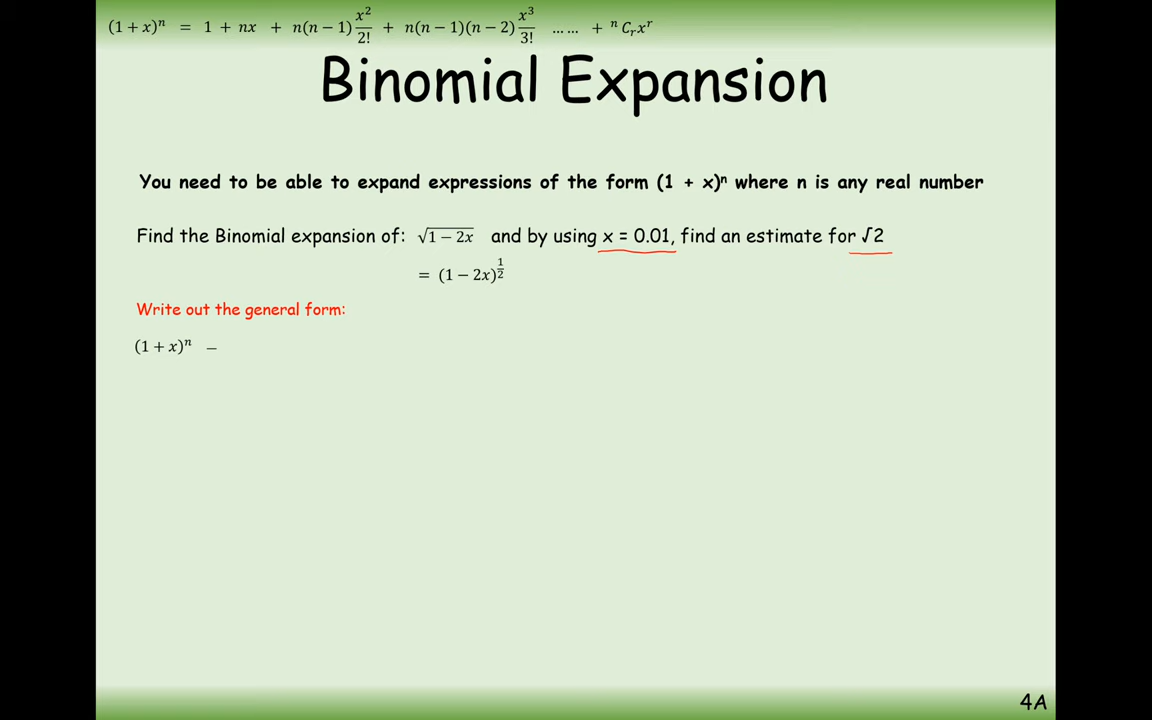 (1 + x)ⁿ = 1 + nx + n(n − 1) x²/2! + n(n − 1)(n − 2) x³/3! … … + ⁿCᵣxʳ
Binomial Expansion
You need to be able to expand expressions of the form (1 + x)ⁿ where n is any real number
Find the Binomial expansion of: √(1 − 2x) and by using x = 0.01, find an estimate for √2
= (1 − 2x)^(1/2)
Write out the general form:
(1 + x)ⁿ –
4A